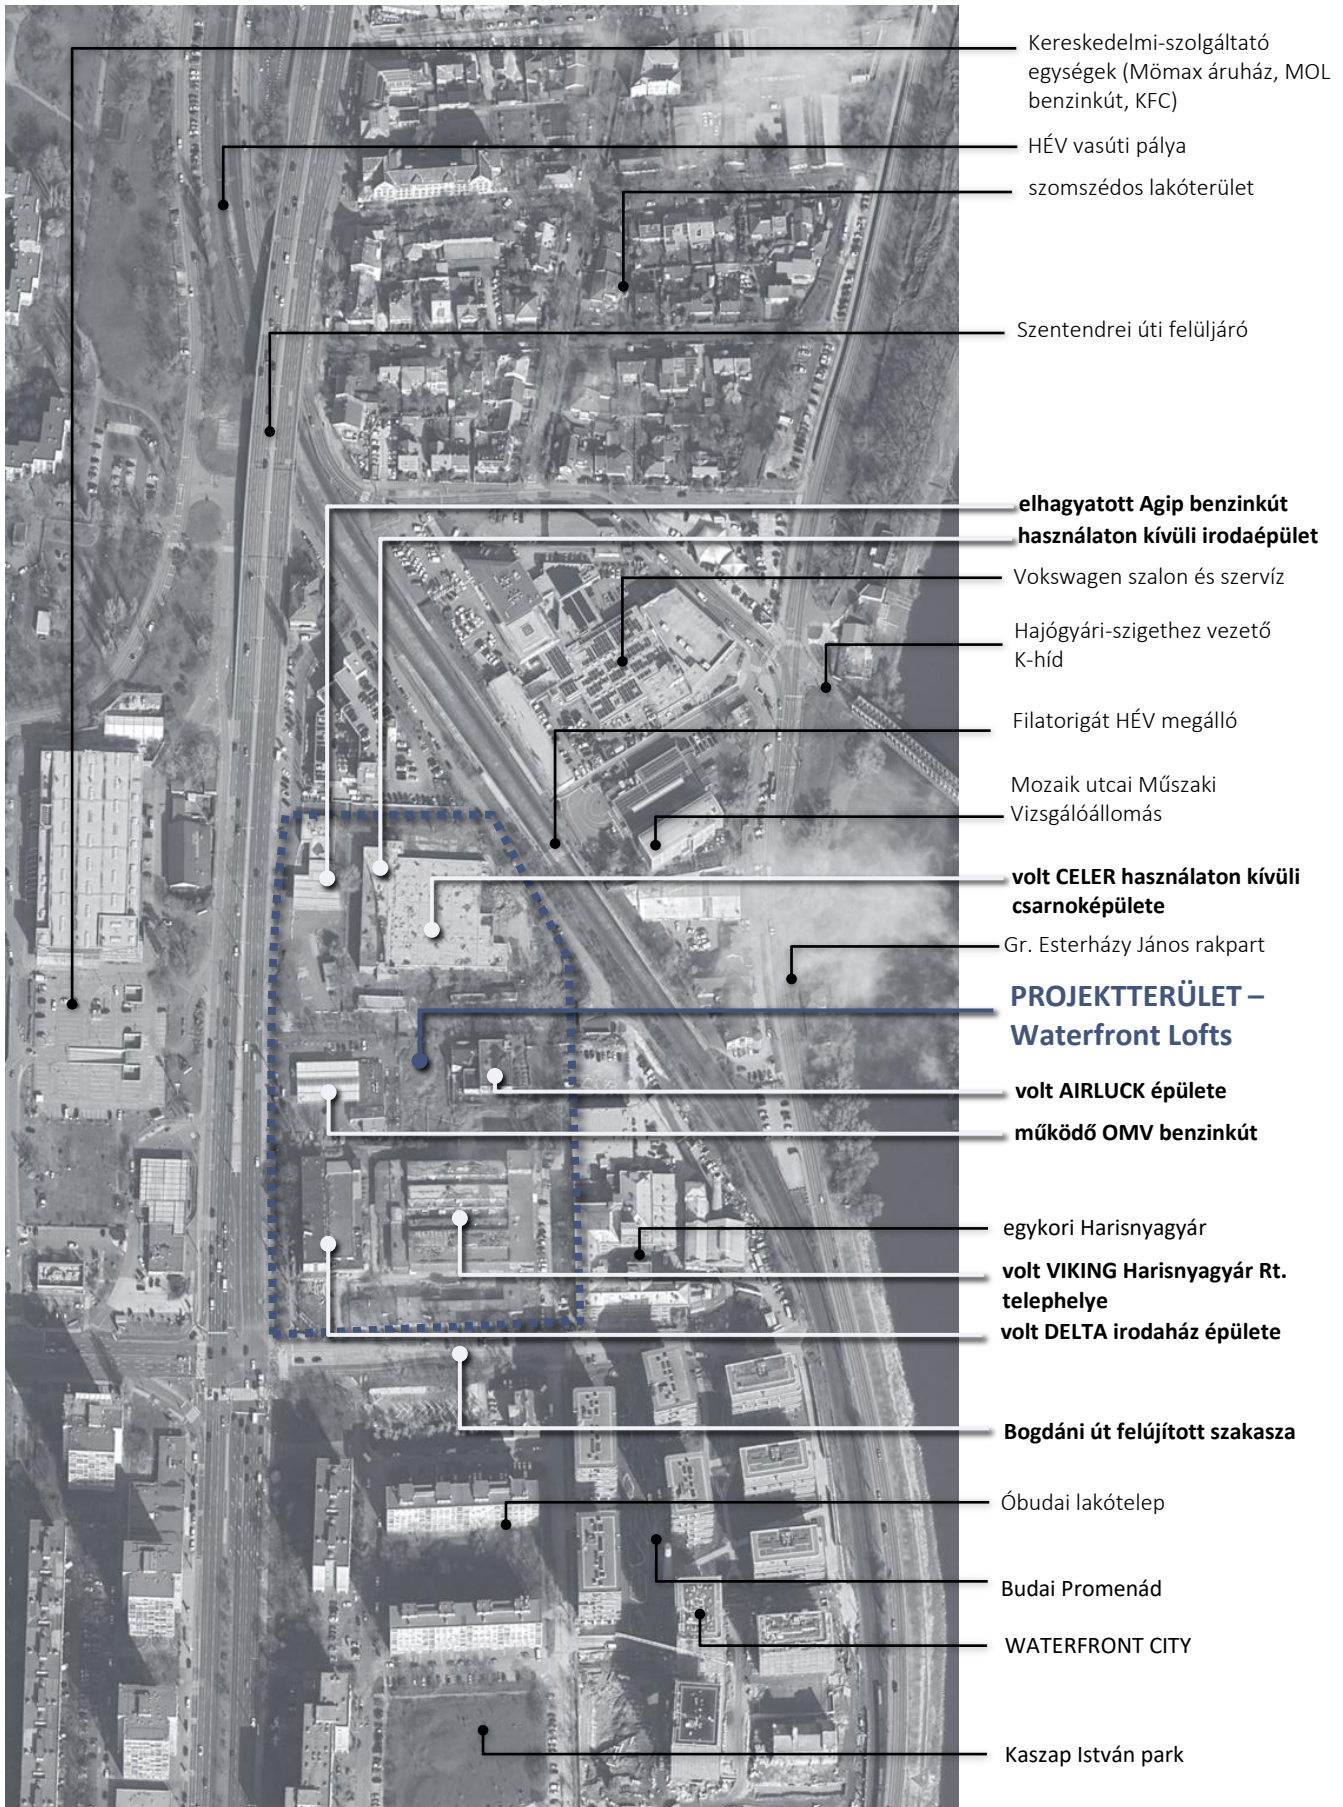 Kereskedelmi-szolgáltató
egységek (Mömax áruház, MOL
benzinkút, KFC)
HÉV vasúti pálya
szomszédos lakóterület
Szentendrei úti felüljáró
elhagyatott Agip benzinkút
használaton kívüli irodaépület
Vokswagen szalon és szervíz
Hajógyári-szigethez vezető
K-híd
Filatorigát HÉV megálló
Mozaik utcai Műszaki
Vizsgálóállomás
volt CELER használaton kívüli
csarnoképülete
Gr. Esterházy János rakpart
PROJEKTTERÜLET –
Waterfront Lofts
volt AIRLUCK épülete
működő OMV benzinkút
egykori Harisnyagyár
volt VIKING Harisnyagyár Rt.
telephelye
volt DELTA irodaház épülete
Bogdáni út felújított szakasza
Óbudai lakótelep
Budai Promenád
WATERFRONT CITY
Kaszap István park